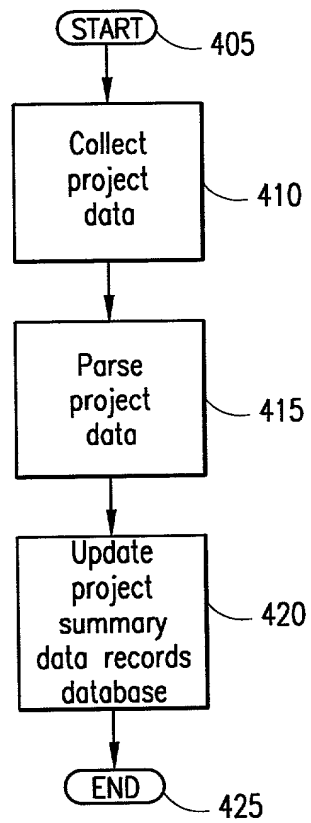 START
405
Collect
project
data
410
Parse
project
data
415
Update
project
summary
data records
database
420
END
425